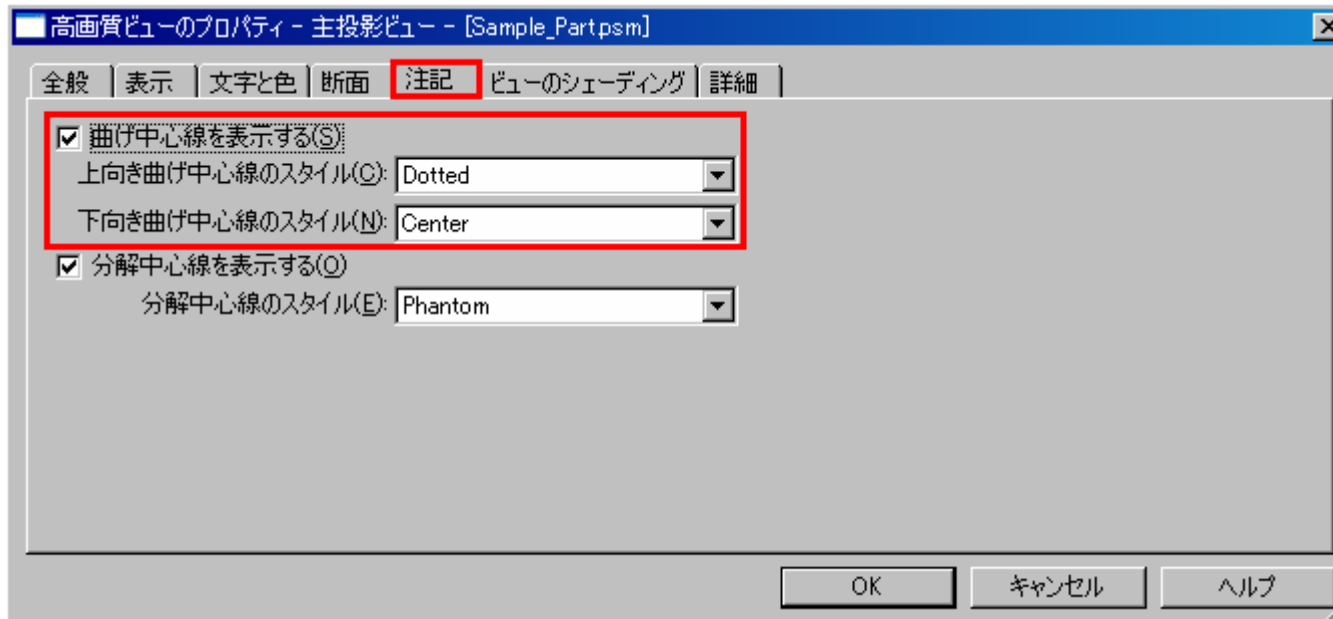 高画質ビューのプロパティ - 主投影ビュー - [Sample_Part.psm]
全般 表示 文字と色 断面 注記 ビューのシェーディング 詳細
曲げ中心線を表示する(S)
上向き曲げ中心線のスタイル(C): Dotted
下向き曲げ中心線のスタイル(N): Center
分解中心線を表示する(O)
分解中心線のスタイル(E): Phantom
OK キャンセル ヘルプ